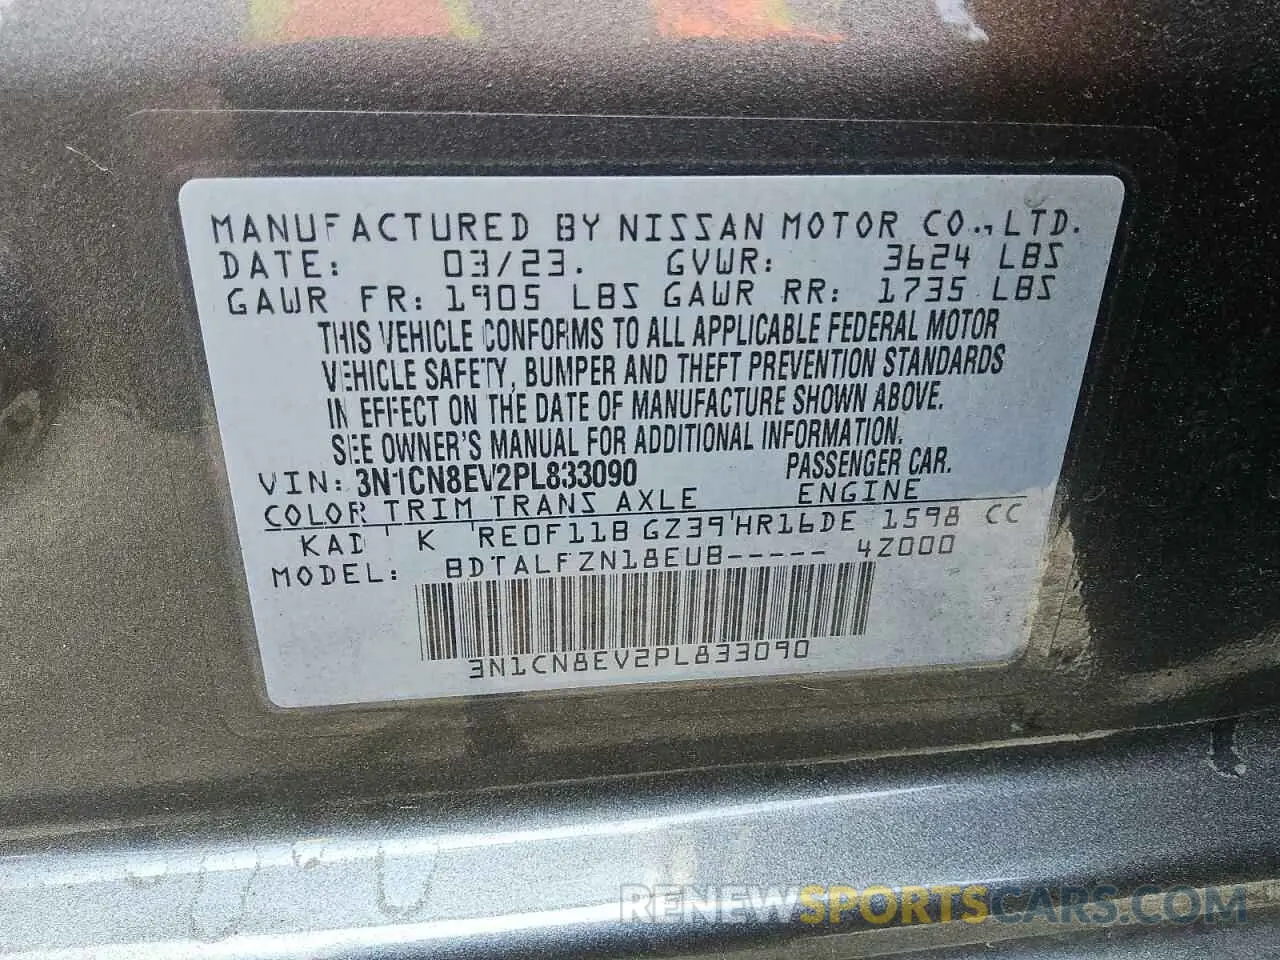 MANUFACTURED BY NISSAN MOTOR CO., LTD.
DATE: 03/23. GVWR: 3624 LBS
GAWR FR: 1905 LBS GAWR RR: 1735 LBS
THIS VEHICLE CONFORMS TO ALL APPLICABLE FEDERAL MOTOR
VEHICLE SAFETY, BUMPER AND THEFT PREVENTION STANDARDS
IN EFFECT ON THE DATE OF MANUFACTURE SHOWN ABOVE.
SEE OWNER'S MANUAL FOR ADDITIONAL INFORMATION.
VIN: 3N1CN8EV2PL833090 PASSENGER CAR.
COLOR TRIM TRANS AXLE ENGINE
KAD K RE0F11B GZ39 HR16DE 1598 CC
MODEL: BDTALFZN18EUB----- 4Z000
3N1CN8EV2PL833090
RENEWSPORTSCARS.COM